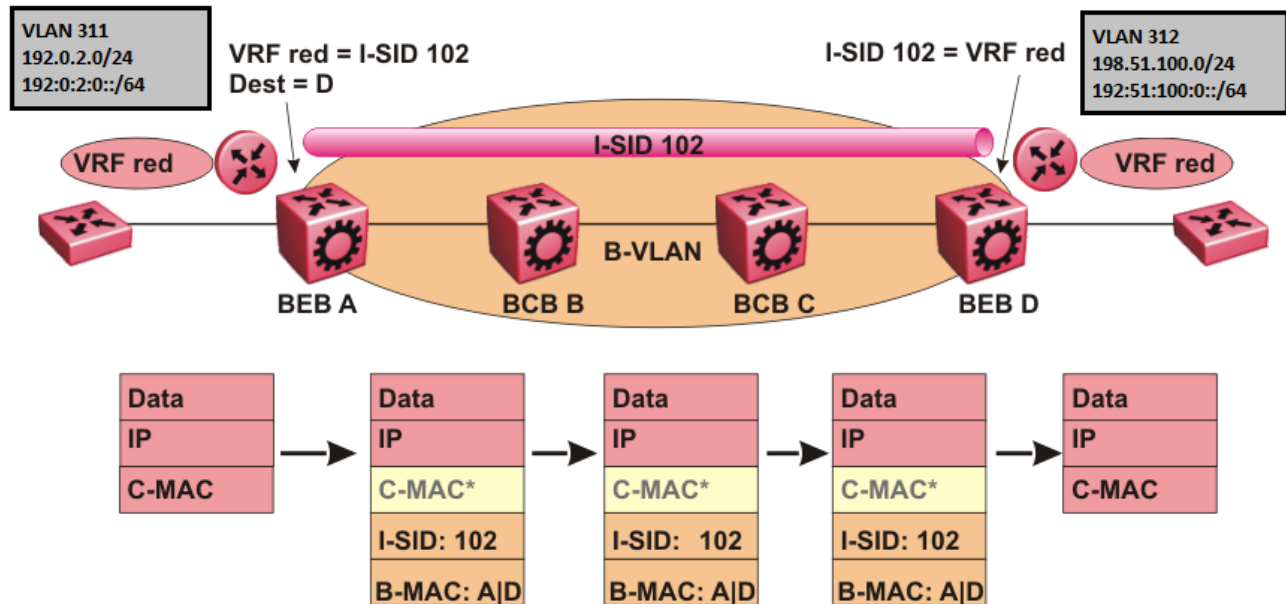 VLAN 311
192.0.2.0/24
192:0:2:0::/64
VRF red = I-SID 102
Dest = D
I-SID 102 = VRF red
VLAN 312
198.51.100.0/24
192:51:100:0::/64
I-SID 102
VRF red
VRF red
B-VLAN
BEB A
BCB B
BCB C
BEB D
Data
IP
C-MAC
Data
IP
C-MAC*
I-SID: 102
B-MAC: A|D
Data
IP
C-MAC*
I-SID: 102
B-MAC: A|D
Data
IP
C-MAC*
I-SID: 102
B-MAC: A|D
Data
IP
C-MAC